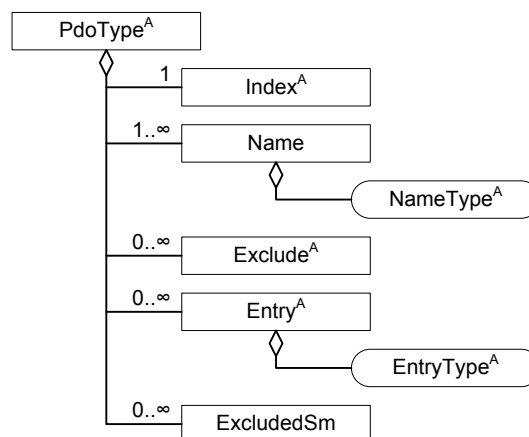 PdoType^A
1
Index^A
1..∞
Name
NameType^A
0..∞
Exclude^A
0..∞
Entry^A
EntryType^A
0..∞
ExcludedSm